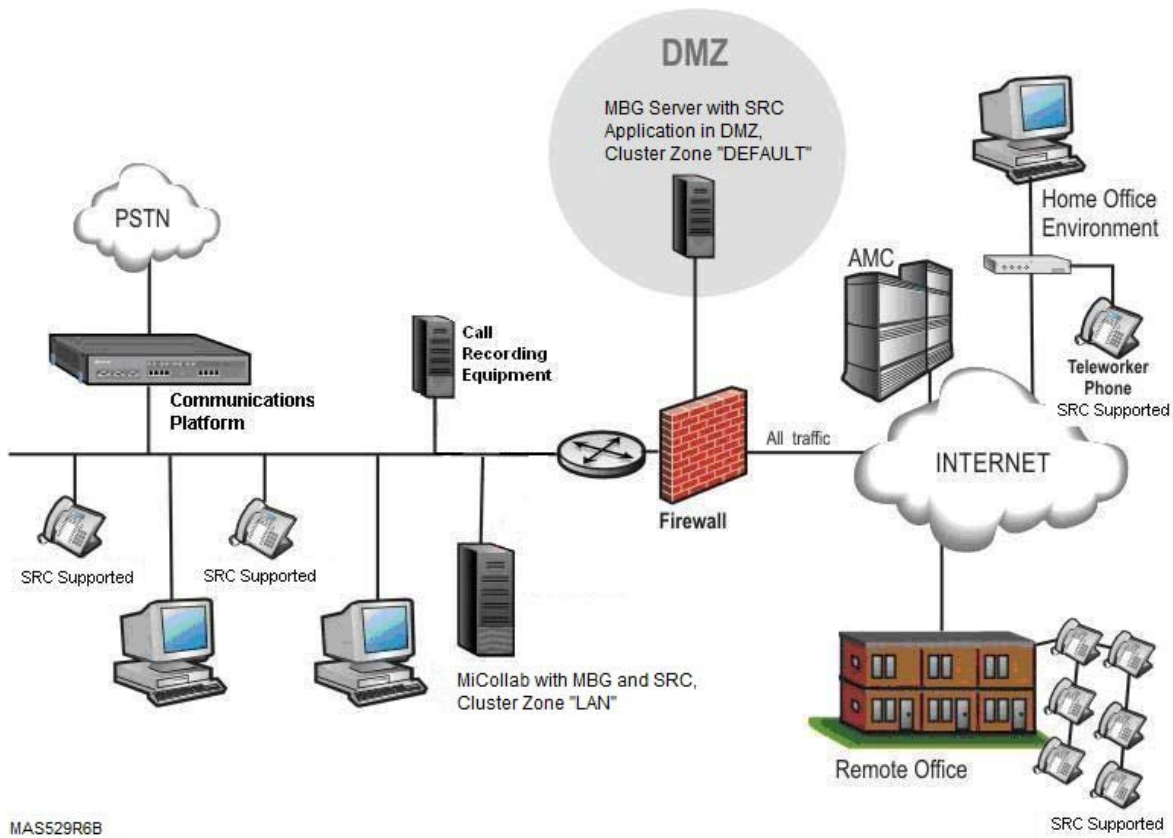 DMZ
MBG Server with SRC
Application in DMZ,
Cluster Zone "DEFAULT"
PSTN
Home Office
Environment
AMC
Call
Recording
Equipment
Teleworker
Phone
SRC Supported
Communications
Platform
All traffic
INTERNET
Firewall
SRC Supported
SRC Supported
MiCollab with MBG and SRC,
Cluster Zone "LAN"
Remote Office
SRC Supported
MAS529R6B